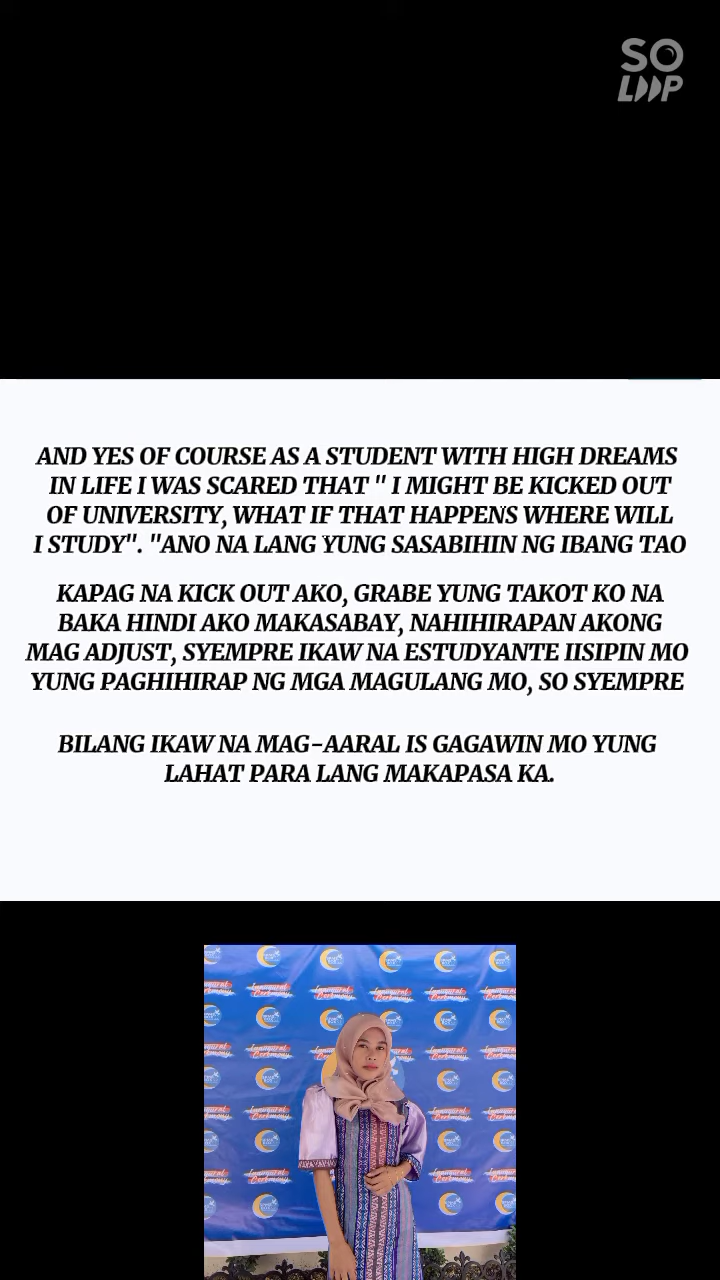 SO
LOOP
AND YES OF COURSE AS A STUDENT WITH HIGH DREAMS
IN LIFE I WAS SCARED THAT " I MIGHT BE KICKED OUT
OF UNIVERSITY, WHAT IF THAT HAPPENS WHERE WILL
I STUDY". "ANO NA LANG YUNG SASABIHIN NG IBANG TAO
KAPAG NA KICK OUT AKO, GRABE YUNG TAKOT KO NA
BAKA HINDI AKO MAKASABAY, NAHIHIRAPAN AKONG
MAG ADJUST, SYEMPRE IKAW NA ESTUDYANTE IISIPIN MO
YUNG PAGHIHIRAP NG MGA MAGULANG MO, SO SYEMPRE
BILANG IKAW NA MAG-AARAL IS GAGAWIN MO YUNG
LAHAT PARA LANG MAKAPASA KA.
Inaugural
Ceremony